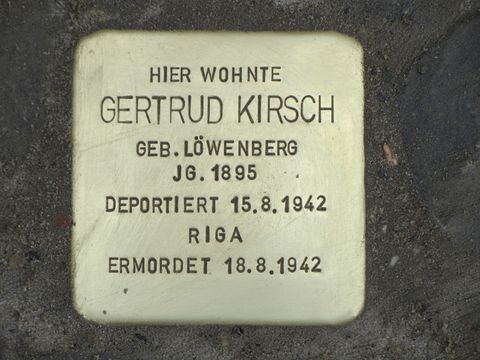 HIER WOHNTE
GERTRUD KIRSCH
GEB. LÖWENBERG
JG. 1895
DEPORTIERT 15.8.1942
RIGA
ERMORDET 18.8.1942